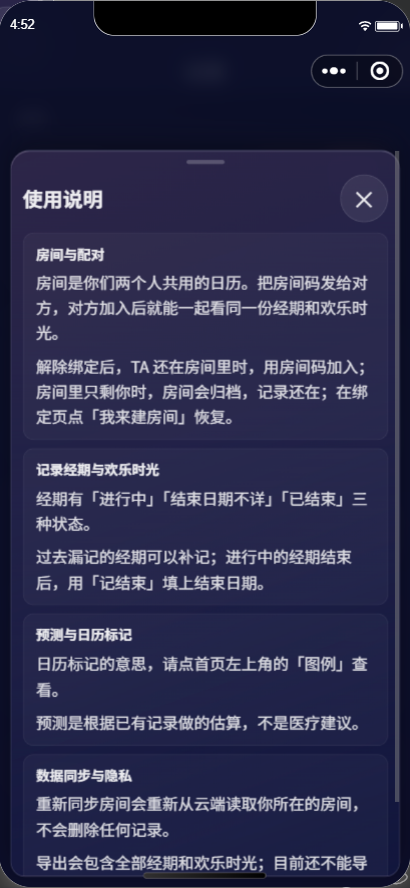 4:52
使用说明
房间与配对
房间是你们两个人共用的日历。把房间码发给对
方，对方加入后就能一起看同一份经期和欢乐时
光。
解除绑定后，TA 还在房间里时，用房间码加入；
房间里只剩你时，房间会归档，记录还在；在绑
定页点「我来建房间」恢复。
记录经期与欢乐时光
经期有「进行中」「结束日期不详」「已结束」三
种状态。
过去漏记的经期可以补记；进行中的经期结束
后，用「记结束」填上结束日期。
预测与日历标记
日历标记的意思，请点首页左上角的「图例」查
看。
预测是根据已有记录做的估算，不是医疗建议。
数据同步与隐私
重新同步房间会重新从云端读取你所在的房间，
不会删除任何记录。
导出会包含全部经期和欢乐时光；目前还不能导